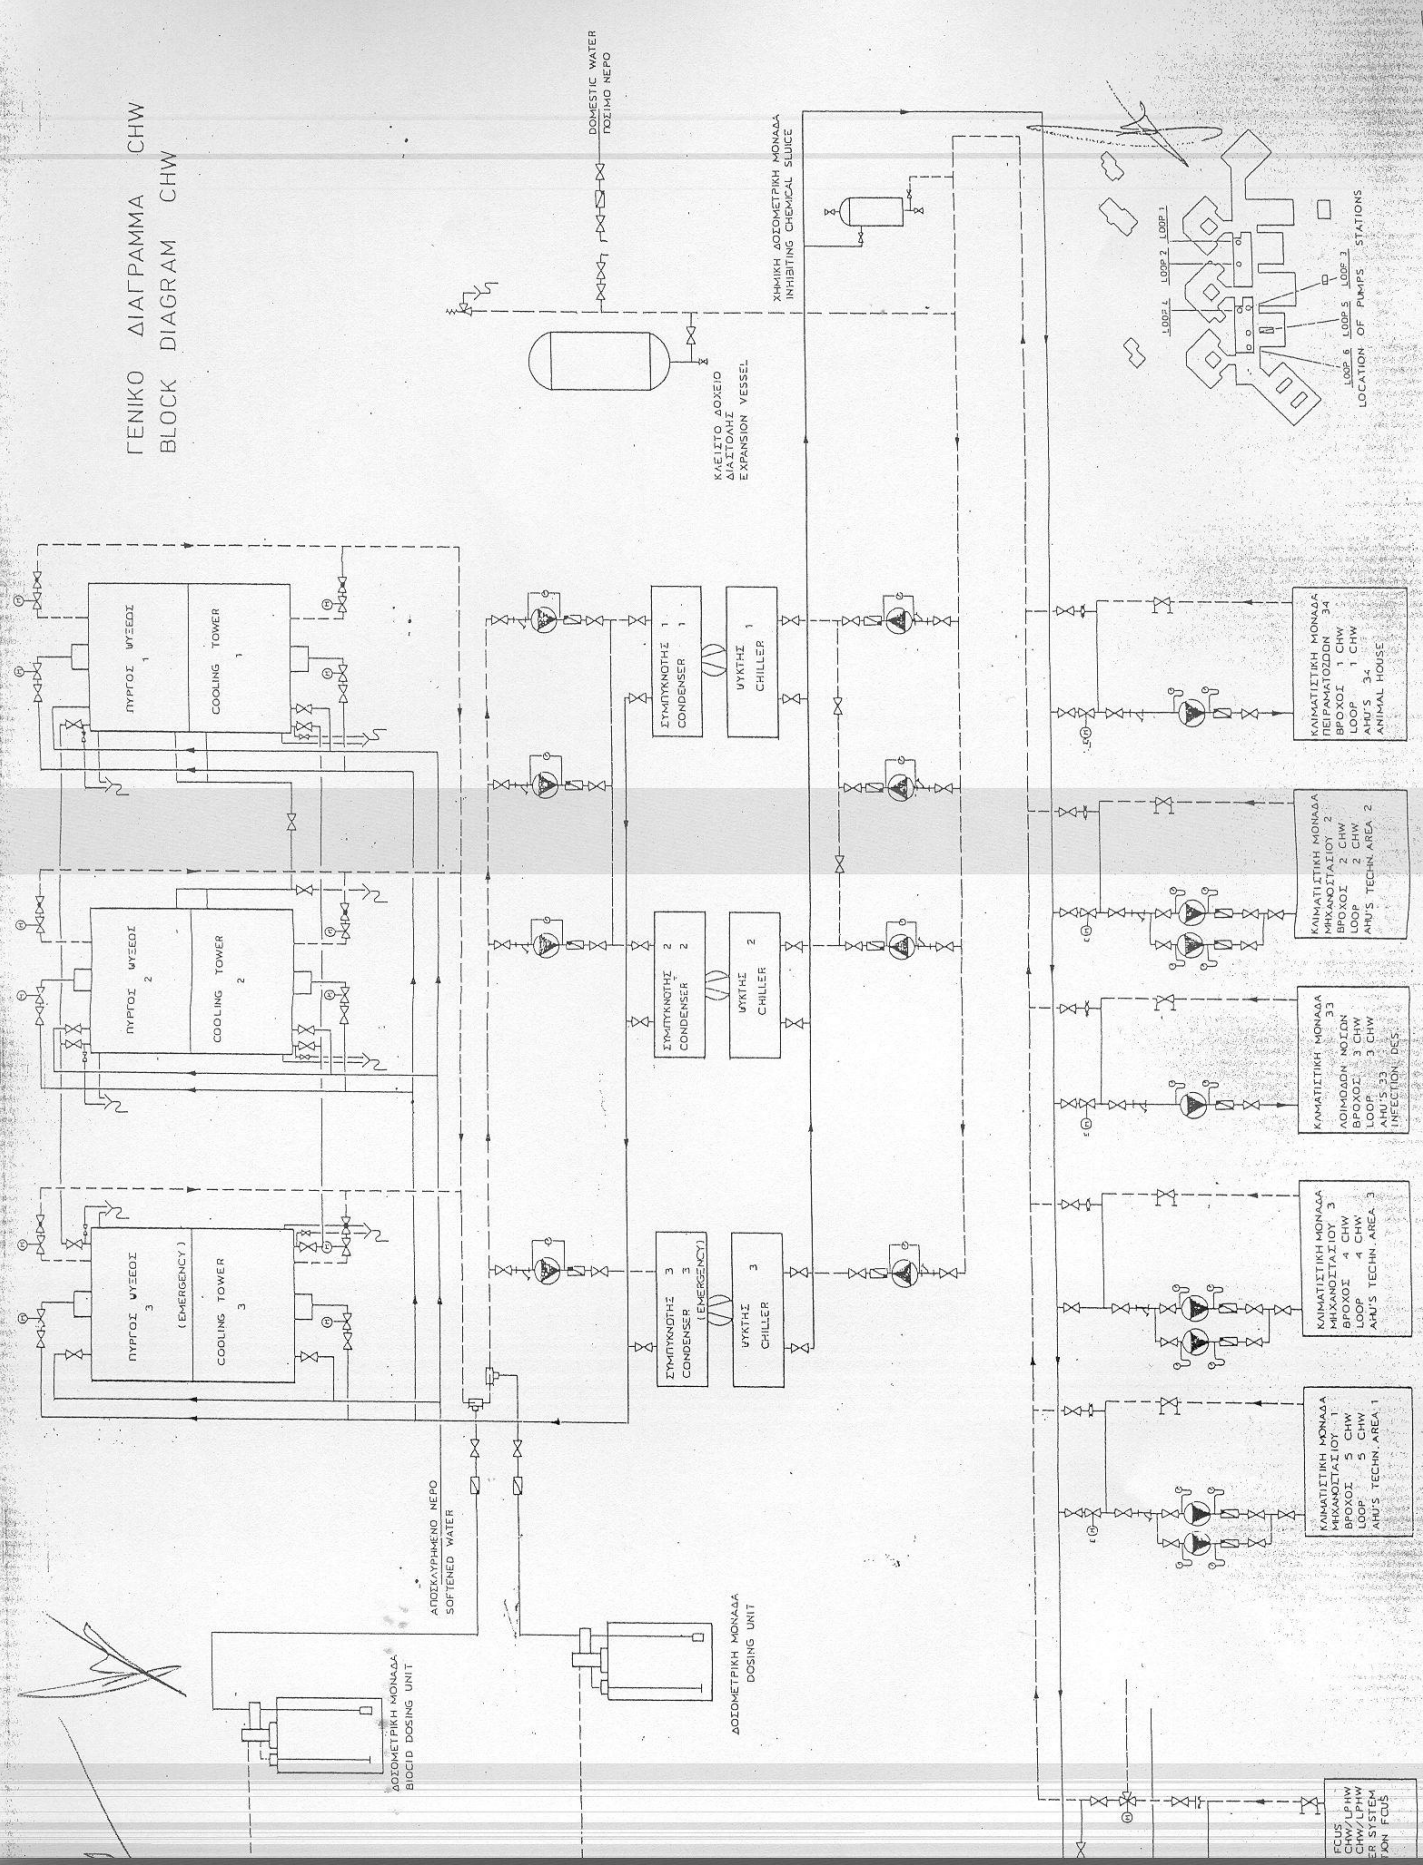 ΓΕΝΙΚΟ ΔΙΑΓΡΑΜΜΑ CHW
BLOCK DIAGRAM CHW
DOMESTIC WATER
ΠΟΣΙΜΟ ΝΕΡΟ
ΚΛΕΙΣΤΟ ΔΟΧΕΙΟ
ΔΙΑΣΤΟΛΗΣ
EXPANSION VESSEL
ΧΗΜΙΚΗ ΔΟΣΟΜΕΤΡΙΚΗ ΜΟΝΑΔΑ
INHIBITING CHEMICAL SLUICE
LOOP 1
LOOP 2
LOOP 4
LOOP 3
LOOP 5
LOOP 6
LOCATION OF PUMPS STATIONS
ΠΥΡΓΟΣ ΨΥΞΕΩΣ
1
COOLING TOWER
1
ΠΥΡΓΟΣ ΨΥΞΕΩΣ
2
COOLING TOWER
2
ΠΥΡΓΟΣ ΨΥΞΕΩΣ
3
(EMERGENCY)
COOLING TOWER
3
ΣΥΜΠΥΚΝΩΤΗΣ 1
CONDENSER 1
ΨΥΚΤΗΣ 1
CHILLER
ΣΥΜΠΥΚΝΩΤΗΣ 2
CONDENSER 2
ΨΥΚΤΗΣ 2
CHILLER
ΣΥΜΠΥΚΝΩΤΗΣ 3
CONDENSER 3
(EMERGENCY)
ΨΥΚΤΗΣ 3
CHILLER
ΑΠΟΣΚΛΥΡΗΜΕΝΟ ΝΕΡΟ
SOFTENED WATER
ΔΟΣΟΜΕΤΡΙΚΗ ΜΟΝΑΔΑ
BIOCID DOSING UNIT
ΔΟΣΟΜΕΤΡΙΚΗ ΜΟΝΑΔΑ
DOSING UNIT
ΚΛΙΜΑΤΙΣΤΙΚΗ ΜΟΝΑΔΑ
ΠΕΙΡΑΜΑΤΟΖΩΩΝ 34
ΒΡΟΧΟΣ 1 CHW
LOOP 1 CHW
AHU'S 34
ANIMAL HOUSE
ΚΛΙΜΑΤΙΣΤΙΚΗ ΜΟΝΑΔΑ
ΜΗΧΑΝΟΣΤΑΣΙΟΥ 2
ΒΡΟΧΟΣ 2 CHW
LOOP 2 CHW
AHU'S TECHN. AREA 2
ΚΛΜΑΤΙΣΤΙΚΗ ΜΟΝΑΔΑ
33
ΛΟΙΜΩΔΩΝ ΝΟΣΩΝ
ΒΡΟΧΟΣ 3 CHW
LOOP 3 CHW
AHU'S 33
INFECTION DES.
ΚΛΙΜΑΤΙΣΤΙΚΗ ΜΟΝΑΔΑ
ΜΗΧΑΝΟΣΤΑΣΙΟΥ 3
ΒΡΟΧΟΣ 4 CHW
LOOP 4 CHW
AHU'S TECHN. AREA 3
ΚΛΙΜΑΤΙΣΤΙΚΗ ΜΟΝΑΔΑ
ΜΗΧΑΝΟΣΤΑΣΙΟΥ 1
ΒΡΟΧΟΣ 5 CHW
LOOP 5 CHW
AHU'S TECHN. AREA 1
FCUS
CHW/LPHW
CHW/LPHW
ER SYSTEM
TION FCUS